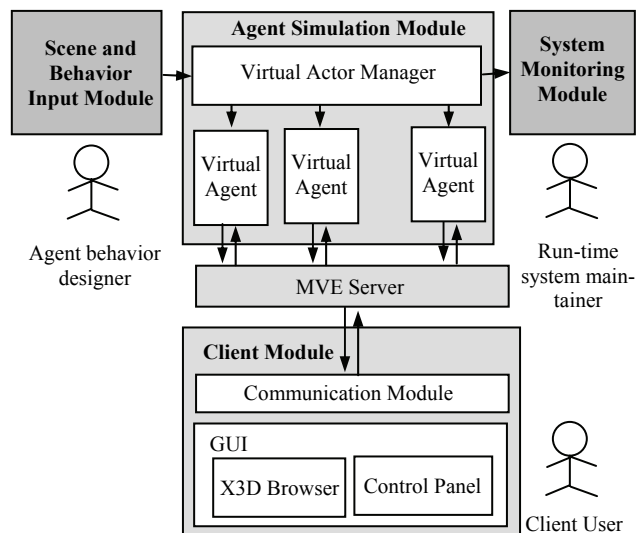 Scene and
Behavior
Input Module
Agent Simulation Module
Virtual Actor Manager
System
Monitoring
Module
Virtual
Agent
Virtual
Agent
Virtual
Agent
Agent behavior
designer
Run-time
system main-
tainer
MVE Server
Client Module
Communication Module
GUI
X3D Browser
Control Panel
Client User